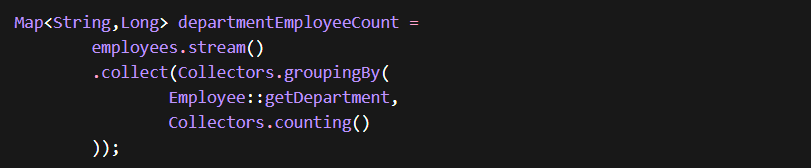 Map<String,Long> departmentEmployeeCount =
        employees.stream()
        .collect(Collectors.groupingBy(
                Employee::getDepartment,
                Collectors.counting()
        ));